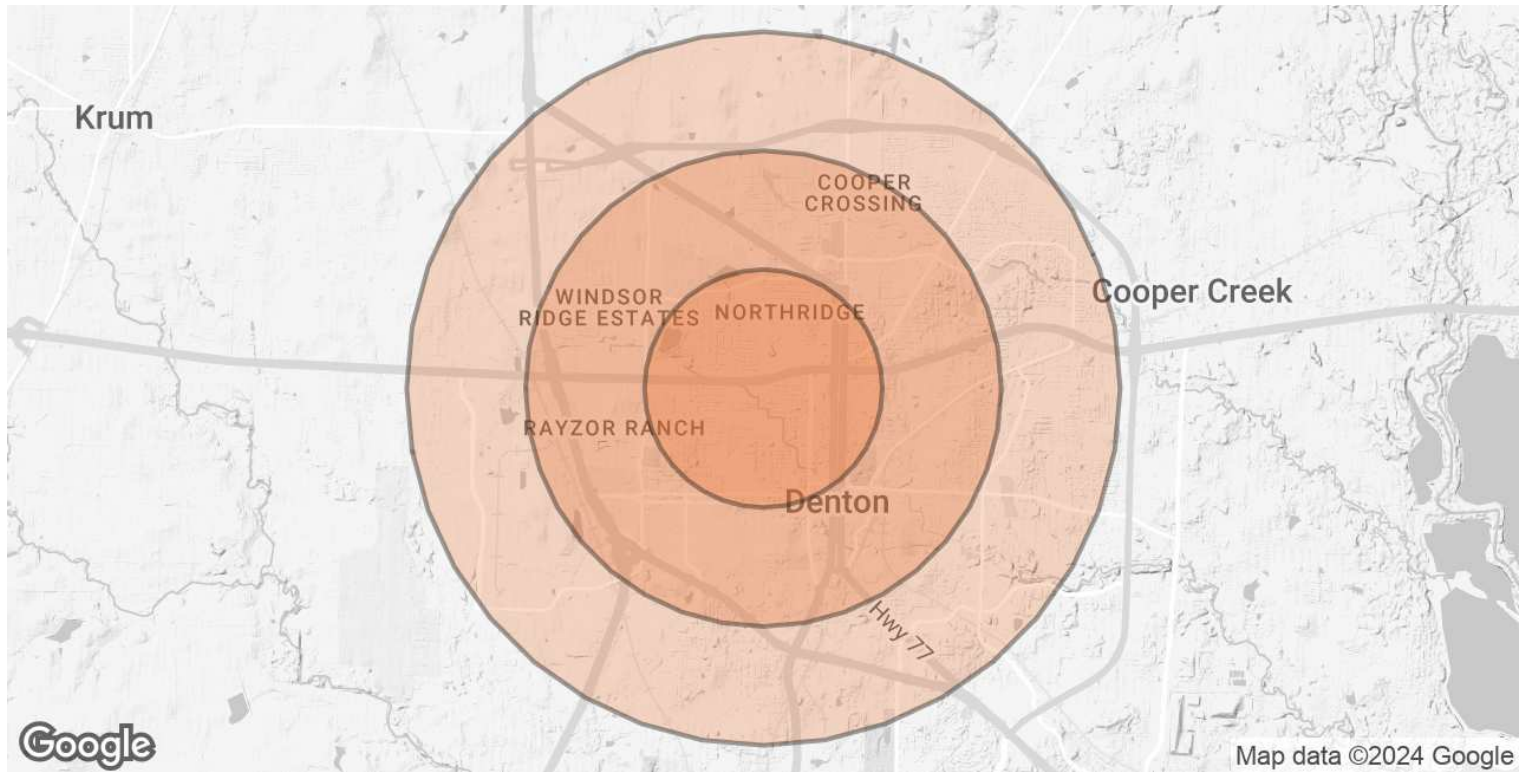 Krum
COOPER
CROSSING
Cooper Creek
WINDSOR
RIDGE ESTATES
NORTHRIDGE
RAYZOR RANCH
Denton
Hwy 77
Google
Map data ©2024 Google